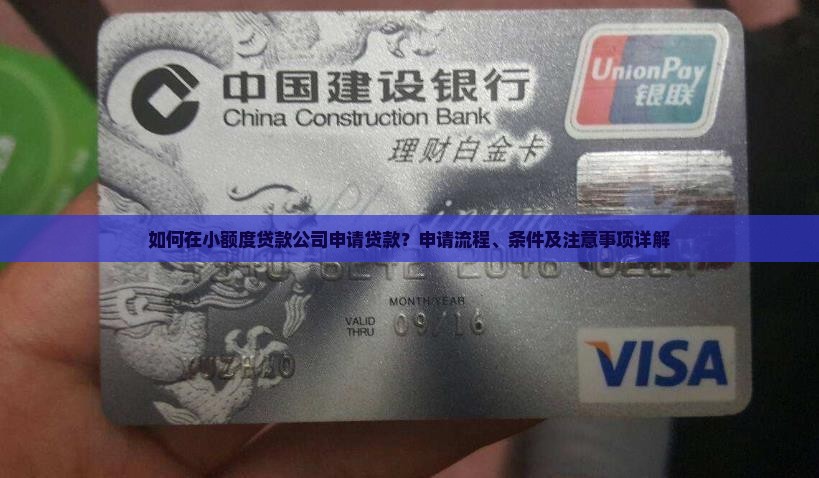 中国建设银行
China Construction Bank
UnionPay
银联
理财白金卡
如何在小额度贷款公司申请贷款？申请流程、条件及注意事项详解
MONTH/YEAR
VALID
THRU
09/16
VISA